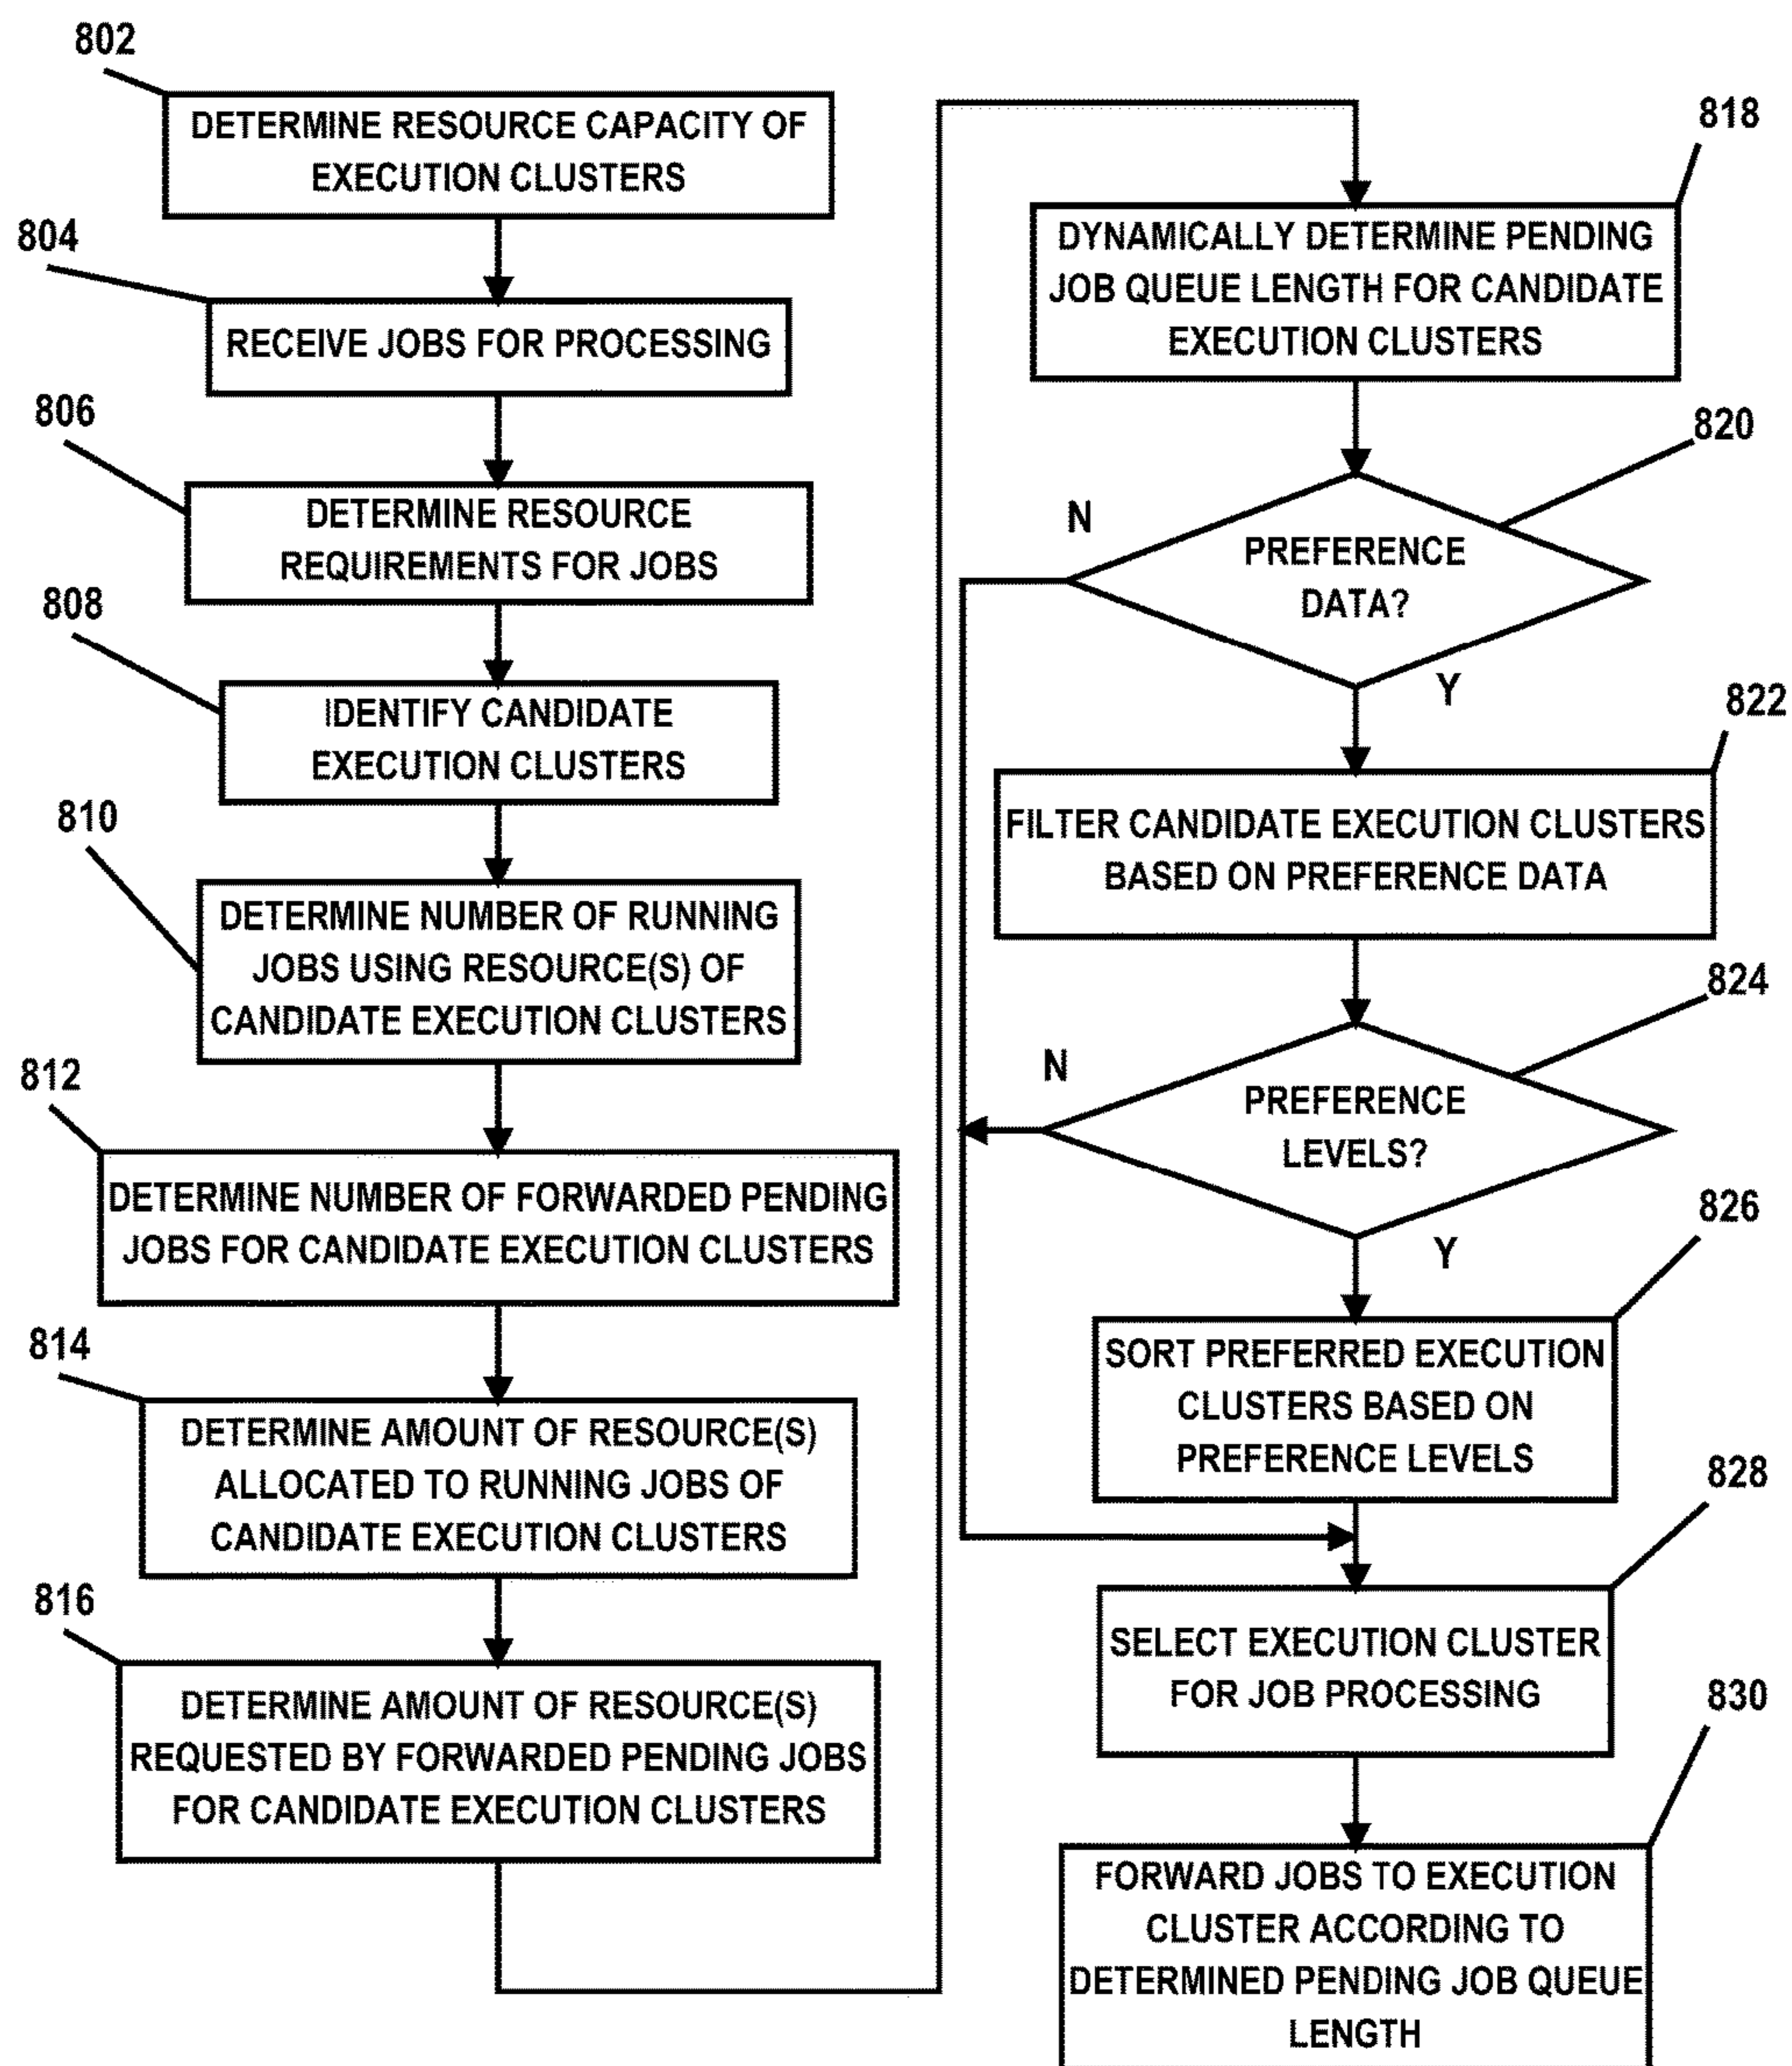 802
DETERMINE RESOURCE CAPACITY OF
EXECUTION CLUSTERS
804
RECEIVE JOBS FOR PROCESSING
806
DETERMINE RESOURCE
REQUIREMENTS FOR JOBS
808
IDENTIFY CANDIDATE
EXECUTION CLUSTERS
810
DETERMINE NUMBER OF RUNNING
JOBS USING RESOURCE(S) OF
CANDIDATE EXECUTION CLUSTERS
812
DETERMINE NUMBER OF FORWARDED PENDING
JOBS FOR CANDIDATE EXECUTION CLUSTERS
814
DETERMINE AMOUNT OF RESOURCE(S)
ALLOCATED TO RUNNING JOBS OF
CANDIDATE EXECUTION CLUSTERS
816
DETERMINE AMOUNT OF RESOURCE(S)
REQUESTED BY FORWARDED PENDING JOBS
FOR CANDIDATE EXECUTION CLUSTERS
818
DYNAMICALLY DETERMINE PENDING
JOB QUEUE LENGTH FOR CANDIDATE
EXECUTION CLUSTERS
820
N
PREFERENCE
DATA?
Y
822
FILTER CANDIDATE EXECUTION CLUSTERS
BASED ON PREFERENCE DATA
824
N
PREFERENCE
LEVELS?
Y
826
SORT PREFERRED EXECUTION
CLUSTERS BASED ON
PREFERENCE LEVELS
828
SELECT EXECUTION CLUSTER
FOR JOB PROCESSING
830
FORWARD JOBS TO EXECUTION
CLUSTER ACCORDING TO
DETERMINED PENDING JOB QUEUE
LENGTH